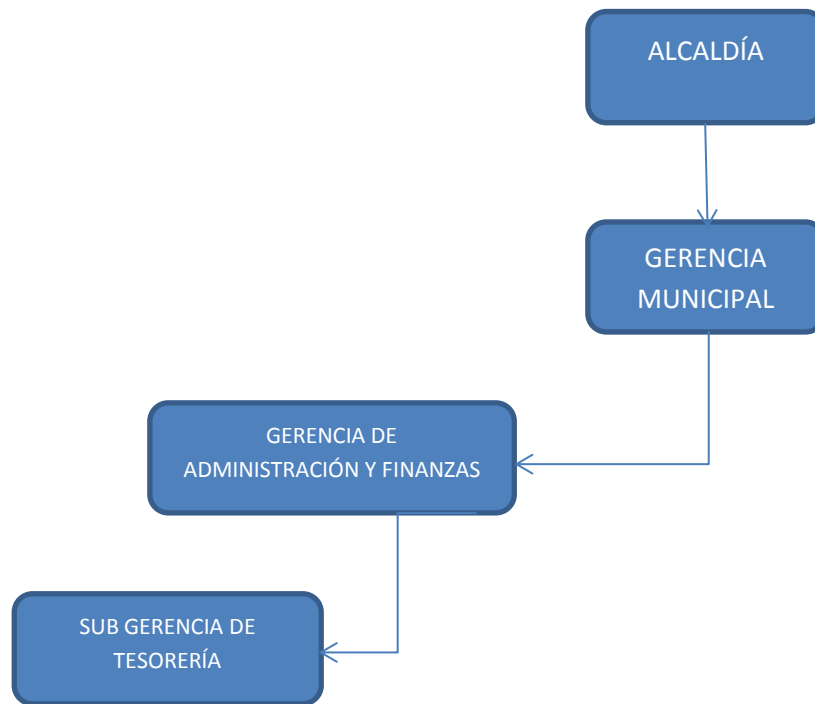 ALCALDÍA
GERENCIA
MUNICIPAL
GERENCIA DE
ADMINISTRACIÓN Y FINANZAS
SUB GERENCIA DE
TESORERÍA